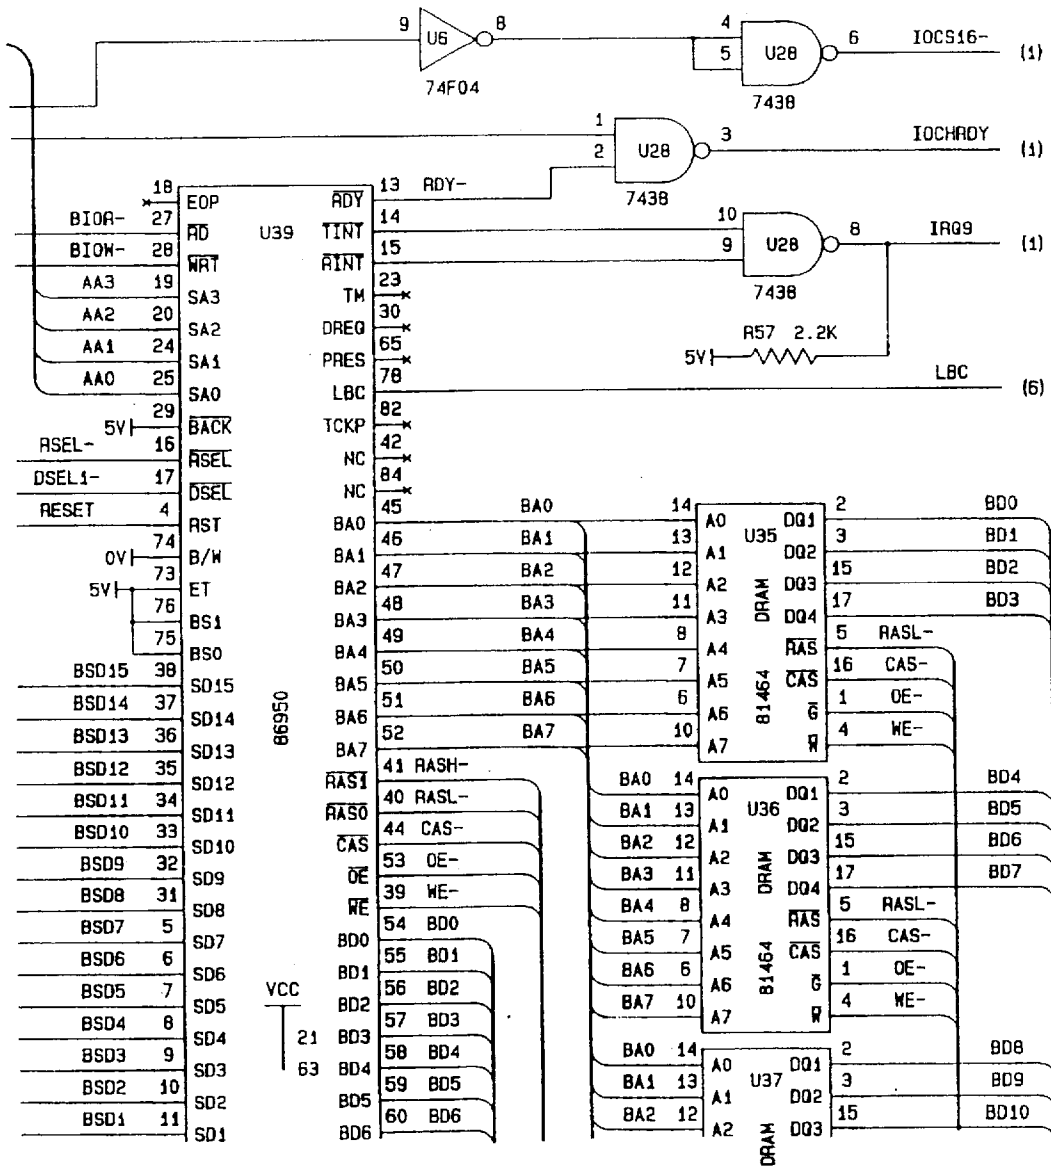 9 U6 8 74F04
4 5 U28 6 IOCS16- (1)
7438
1 2 U28 3 IOCHRDY (1)
7438
10 9 U28 8 IRQ9 (1)
7438
R57 2.2K
5V
LBC (6)
U39
86950
18 EOP
BIOR- 27 RD
BIOW- 28 WRT
AA3 19 SA3
AA2 20 SA2
AA1 24 SA1
AA0 25 SA0
5V 29 BACK
RSEL- 16 RSEL
DSEL1- 17 DSEL
RESET 4 RST
0V 74 B/W
5V 73 ET
76 BS1
75 BS0
BSD15 38 SD15
BSD14 37 SD14
BSD13 36 SD13
BSD12 35 SD12
BSD11 34 SD11
BSD10 33 SD10
BSD9 32 SD9
BSD8 31 SD8
BSD7 5 SD7
BSD6 6 SD6
BSD5 7 SD5
BSD4 8 SD4
BSD3 9 SD3
BSD2 10 SD2
BSD1 11 SD1
VCC
21
63
RDY 13 RDY-
TINT 14
RINT 15
TM 23
DREQ 30
PRES 65
LBC 78
TCKP 82
NC 42
NC 84
BA0 45 BA0
BA1 46 BA1
BA2 47 BA2
BA3 48 BA3
BA4 49 BA4
BA5 50 BA5
BA6 51 BA6
BA7 52 BA7
RAS1 41 RASH-
RAS0 40 RASL-
CAS 44 CAS-
OE 53 OE-
WE 39 WE-
BD0 54 BD0
BD1 55 BD1
BD2 56 BD2
BD3 57 BD3
BD4 58 BD4
BD5 59 BD5
BD6 60 BD6
U35
DRAM
81464
14 A0 DQ1 2 BD0
13 A1 DQ2 3 BD1
12 A2 DQ3 15 BD2
11 A3 DQ4 17 BD3
8 A4 RAS 5 RASL-
7 A5 CAS 16 CAS-
6 A6 G 1 OE-
10 A7 W 4 WE-
U36
DRAM
81464
BA0 14 A0 DQ1 2 BD4
BA1 13 A1 DQ2 3 BD5
BA2 12 A2 DQ3 15 BD6
BA3 11 A3 DQ4 17 BD7
BA4 8 A4 RAS 5 RASL-
BA5 7 A5 CAS 16 CAS-
BA6 6 A6 G 1 OE-
BA7 10 A7 W 4 WE-
U37
DRAM
BA0 14 A0 DQ1 2 BD8
BA1 13 A1 DQ2 3 BD9
BA2 12 A2 DQ3 15 BD10